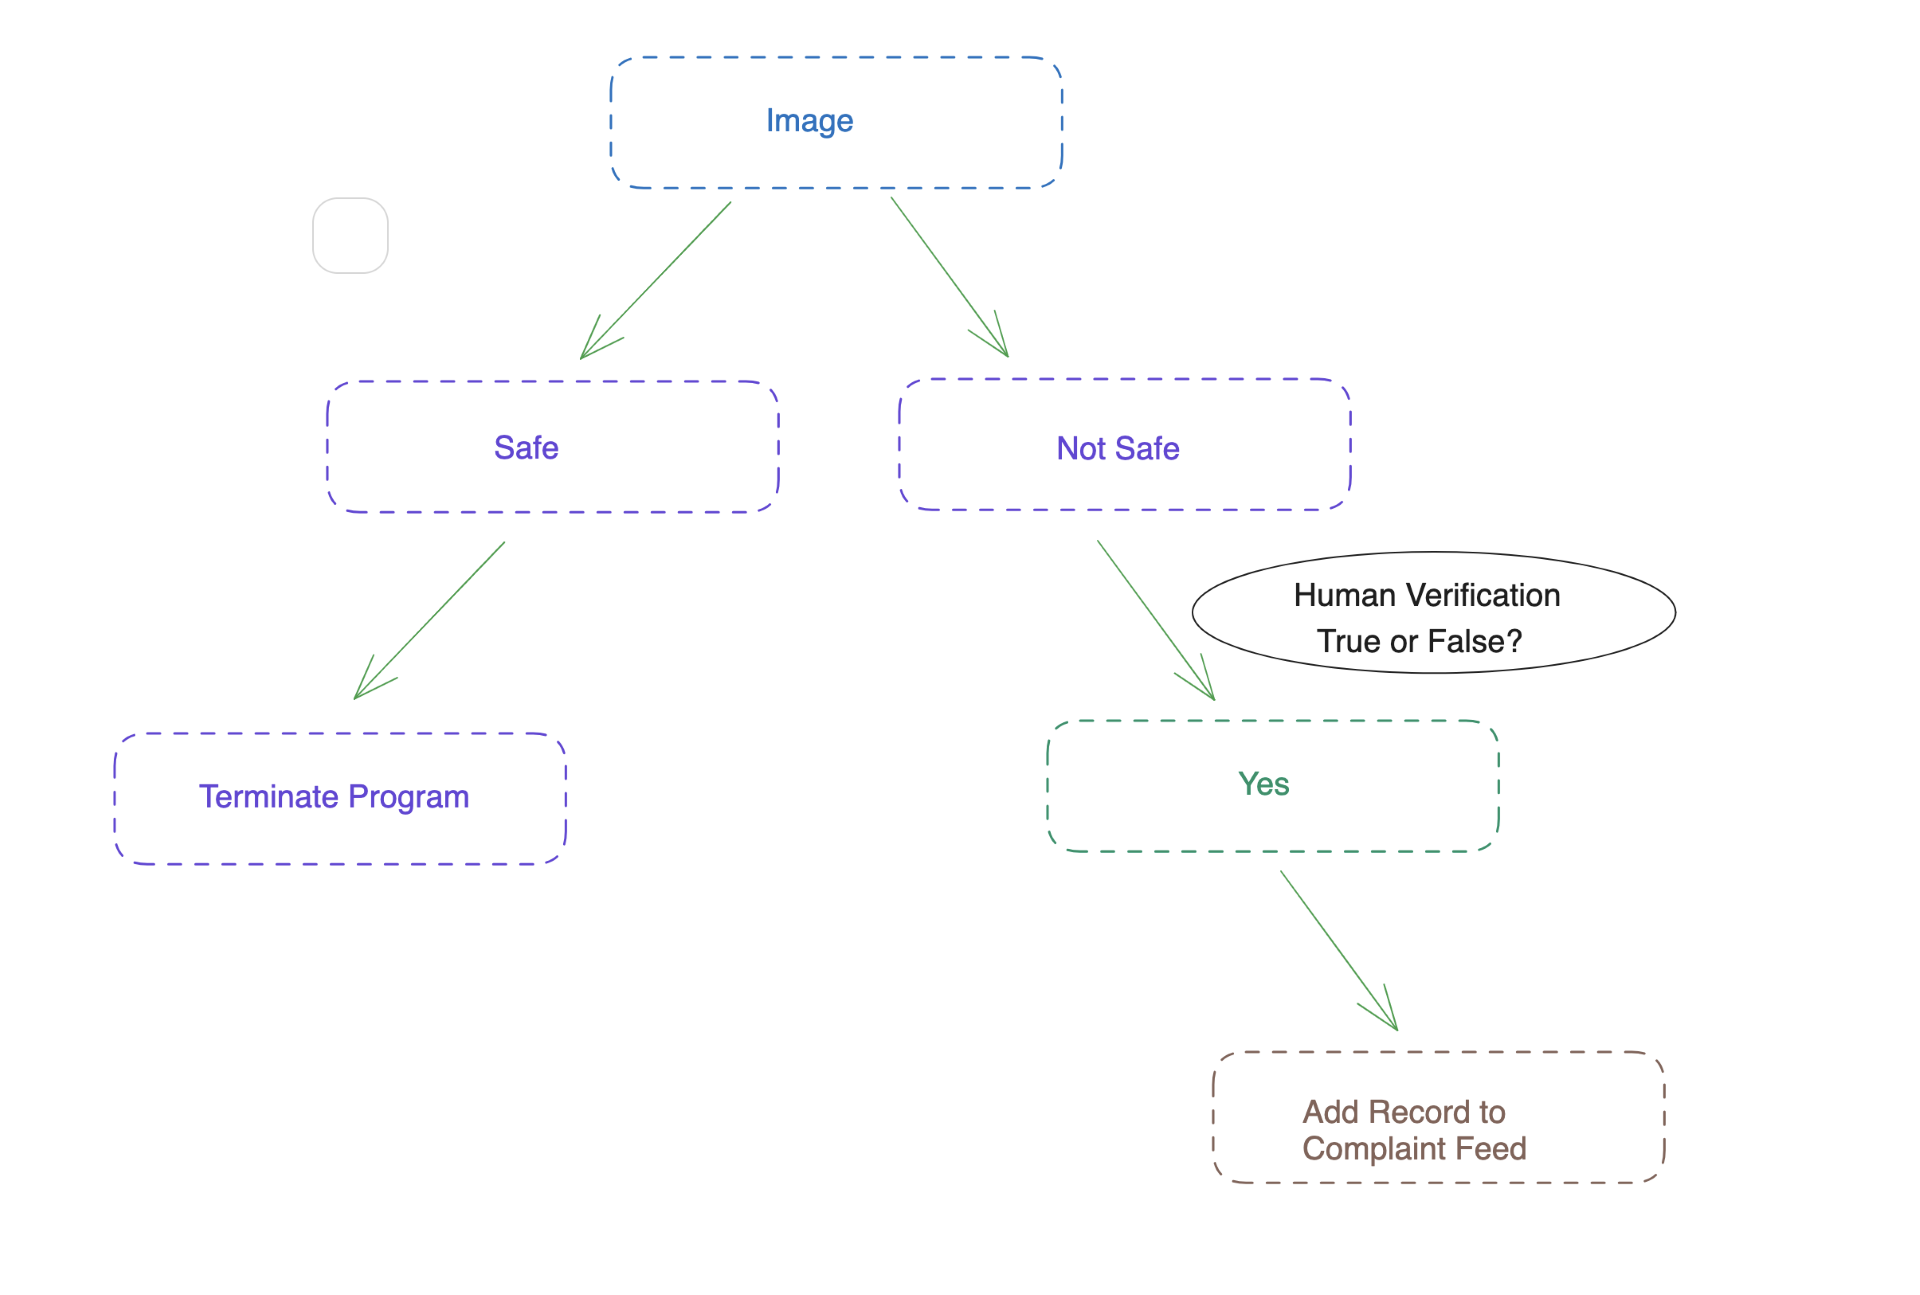 Image
Safe
Not Safe
Human Verification
True or False?
Terminate Program
Yes
Add Record to
Complaint Feed